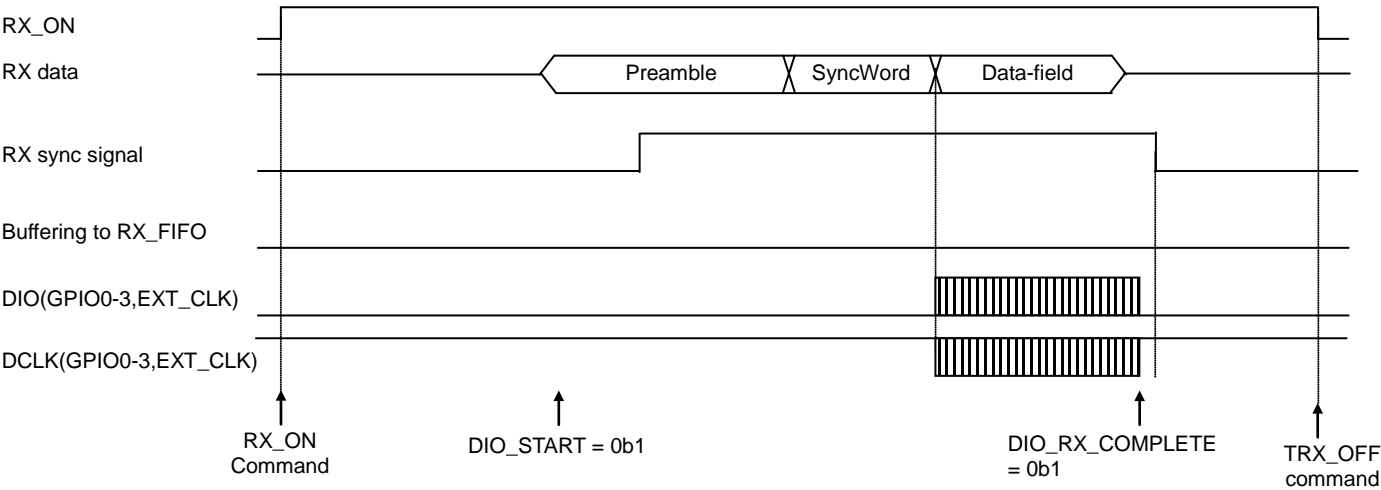 RX_ON
RX data
Preamble
SyncWord
Data-field
RX sync signal
Buffering to RX_FIFO
DIO(GPIO0-3,EXT_CLK)
DCLK(GPIO0-3,EXT_CLK)
RX_ON
Command
DIO_START = 0b1
DIO_RX_COMPLETE
= 0b1
TRX_OFF
command